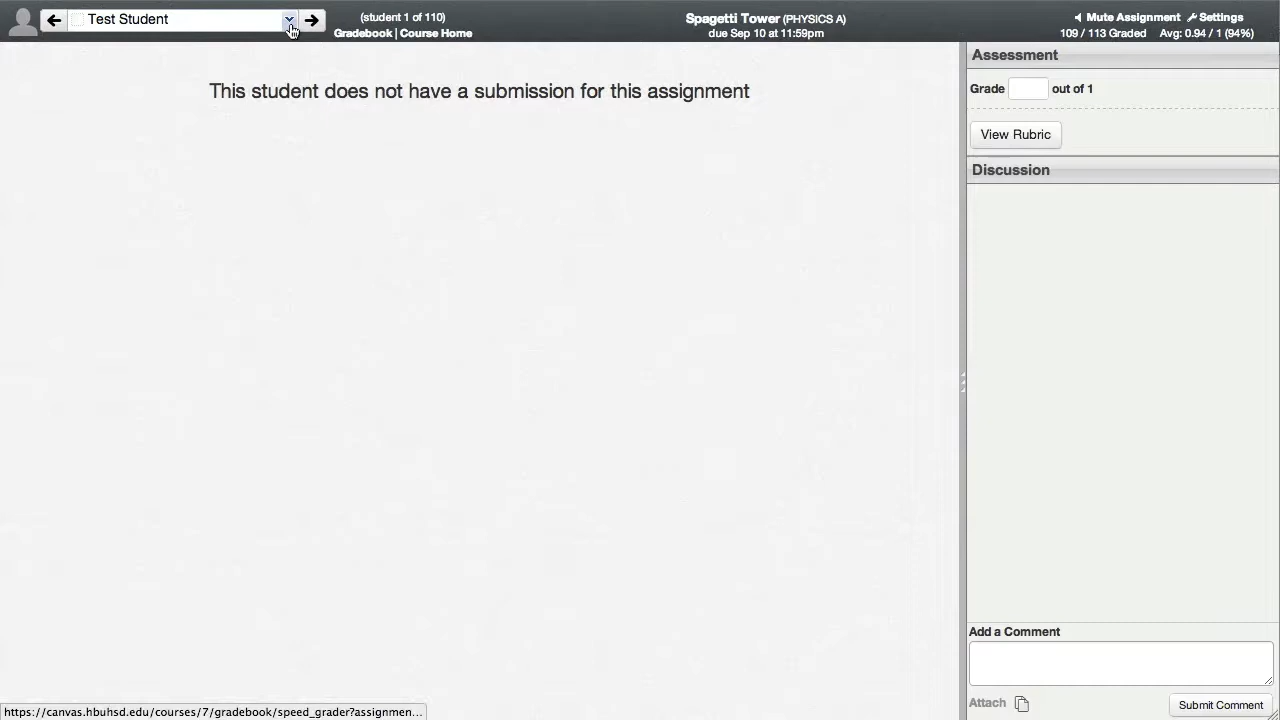 Test Student
(student 1 of 110)
Gradebook | Course Home
Spagetti Tower (PHYSICS A)
due Sep 10 at 11:59pm
Mute Assignment Settings
109 / 113 Graded Avg: 0.94 / 1 (94%)
This student does not have a submission for this assignment
Assessment
Grade out of 1
View Rubric
Discussion
Add a Comment
Attach
Submit Comment
https://canvas.hbuhsd.edu/courses/7/gradebook/speed_grader?assignmen...